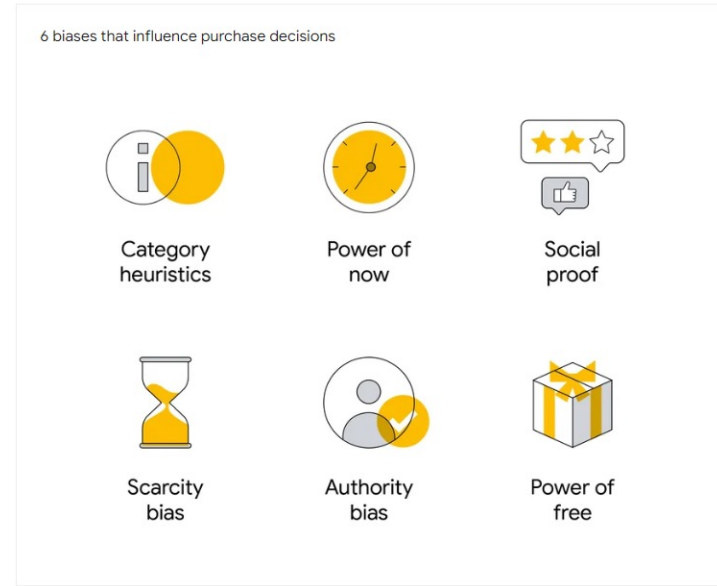 6 biases that influence purchase decisions
Category
heuristics
Power of
now
Social
proof
Scarcity
bias
Authority
bias
Power of
free